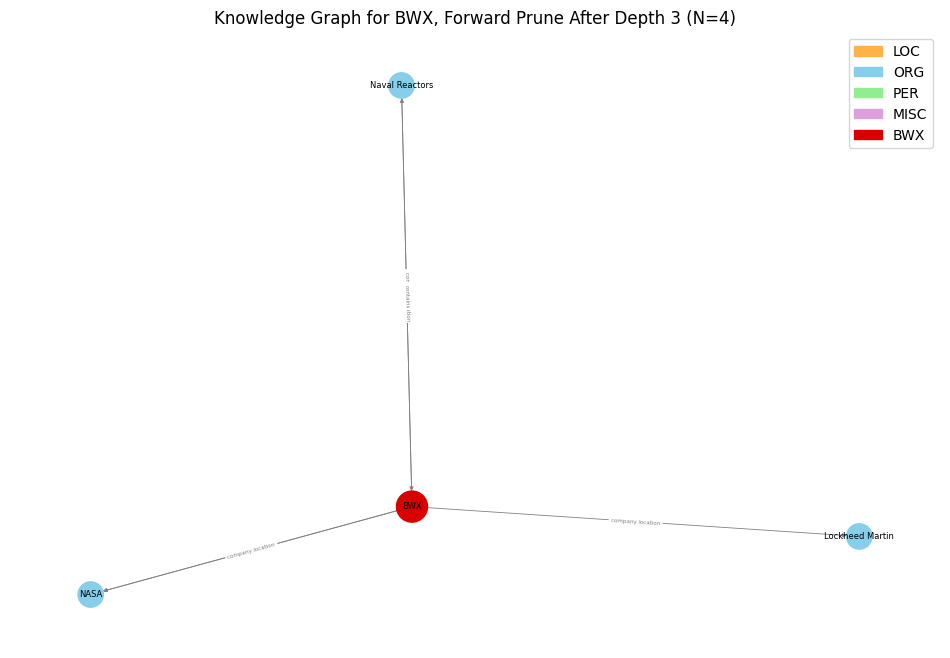 Knowledge Graph for BWX, Forward Prune After Depth 3 (N=4)
LOC
ORG
PER
MISC
BWX
Naval Reactors
BWX
company location
Lockheed Martin
company location
NASA